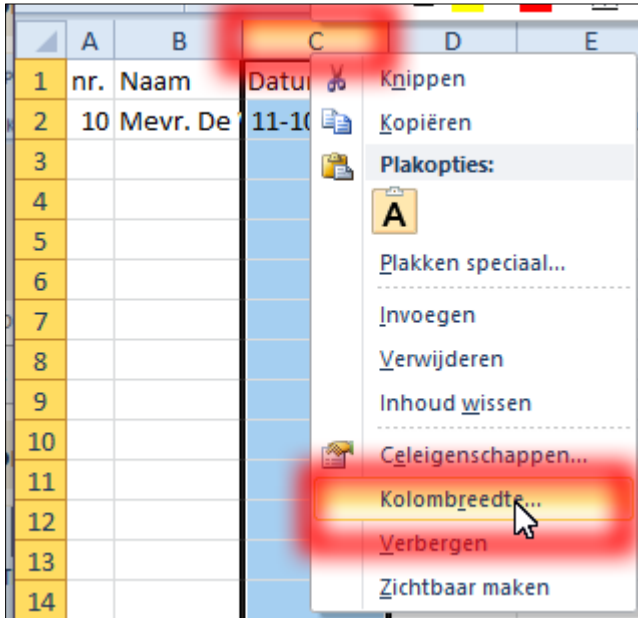 A B C D E
1 nr. Naam Datu
2 10 Mevr. De 11-10
3
4
5
6
7
8
9
10
11
12
13
14
Knippen
Kopiëren
Plakopties:
A
Plakken speciaal...
Invoegen
Verwijderen
Inhoud wissen
Celeigenschappen...
Kolombreedte...
Verbergen
Zichtbaar maken